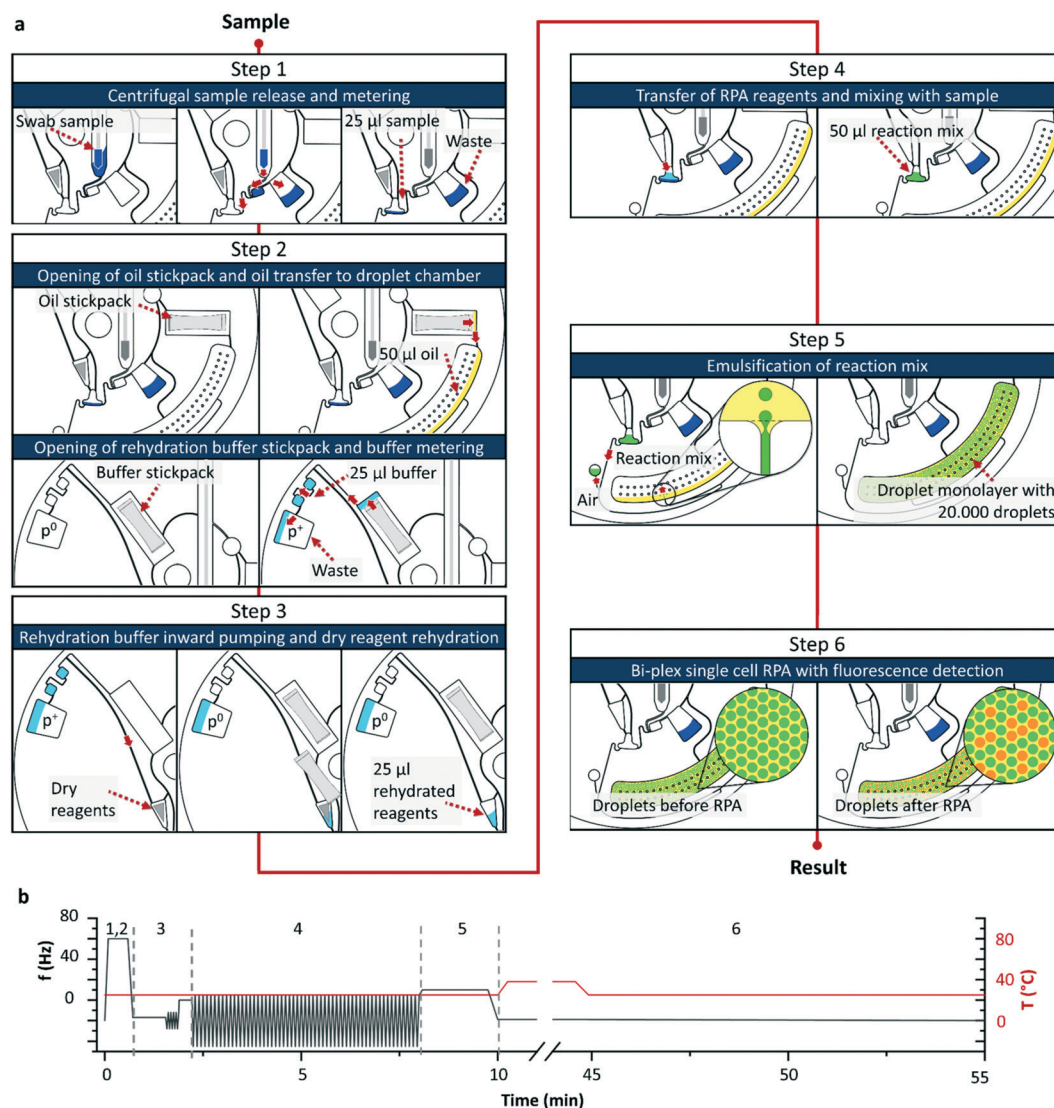 a
Sample
Step 1
Centrifugal sample release and metering
Swab sample
25 µl sample
Waste
Step 2
Opening of oil stickpack and oil transfer to droplet chamber
Oil stickpack
50 µl oil
Opening of rehydration buffer stickpack and buffer metering
Buffer stickpack
25 µl buffer
p⁰
p⁺
Waste
Step 3
Rehydration buffer inward pumping and dry reagent rehydration
p⁺
p⁰
p⁰
Dry
reagents
25 µl
rehydrated
reagents
Step 4
Transfer of RPA reagents and mixing with sample
50 µl reaction mix
Step 5
Emulsification of reaction mix
Reaction mix
Air
Droplet monolayer with
20.000 droplets
Step 6
Bi-plex single cell RPA with fluorescence detection
Droplets before RPA
Droplets after RPA
Result
b
f (Hz)
80
40
0
1,2
3
4
5
6
80
40
0
T (°C)
0
5
10
45
50
55
Time (min)